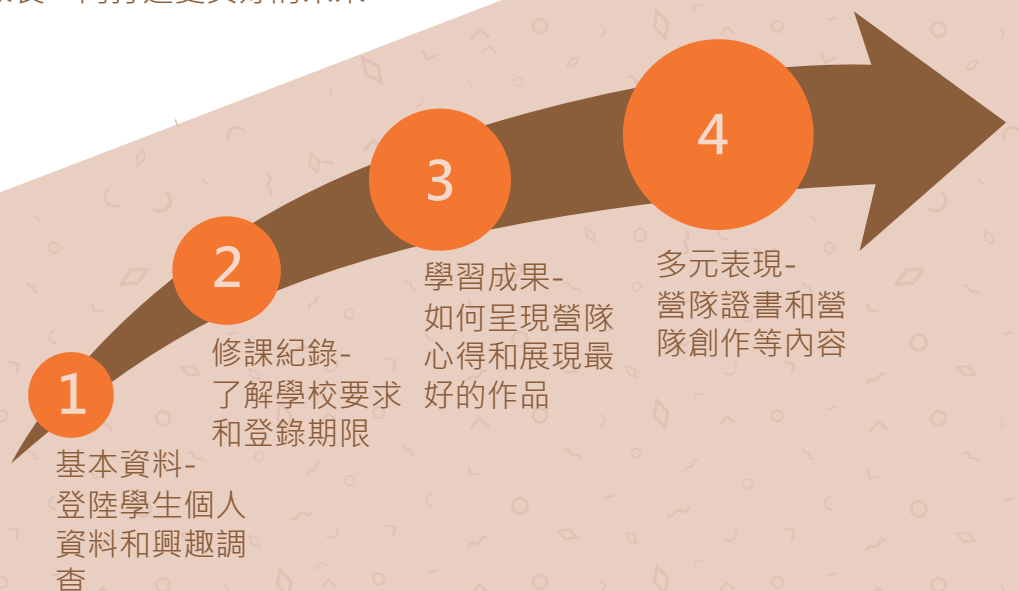 1
基本資料-
登陸學生個人
資料和興趣調
查
2
修課紀錄-
了解學校要求
和登錄期限
3
學習成果-
如何呈現營隊
心得和展現最
好的作品
4
多元表現-
營隊證書和營
隊創作等內容